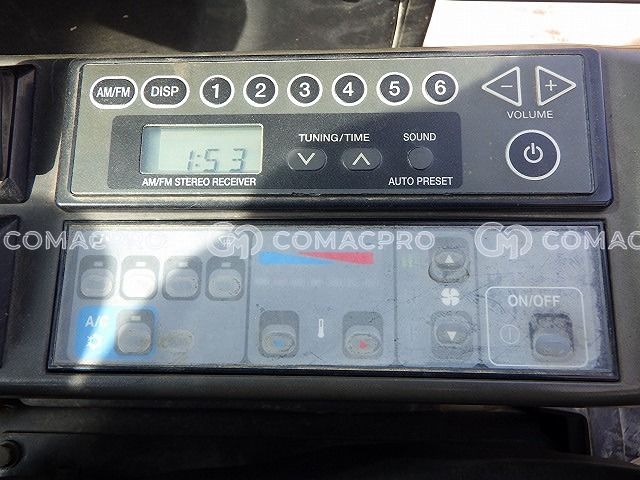 AM/FM DISP 1 2 3 4 5 6 − +
VOLUME
1:53
TUNING/TIME SOUND
AM/FM STEREO RECEIVER AUTO PRESET
COMACPRO COMACPRO COMACPRO
A/C
ON/OFF